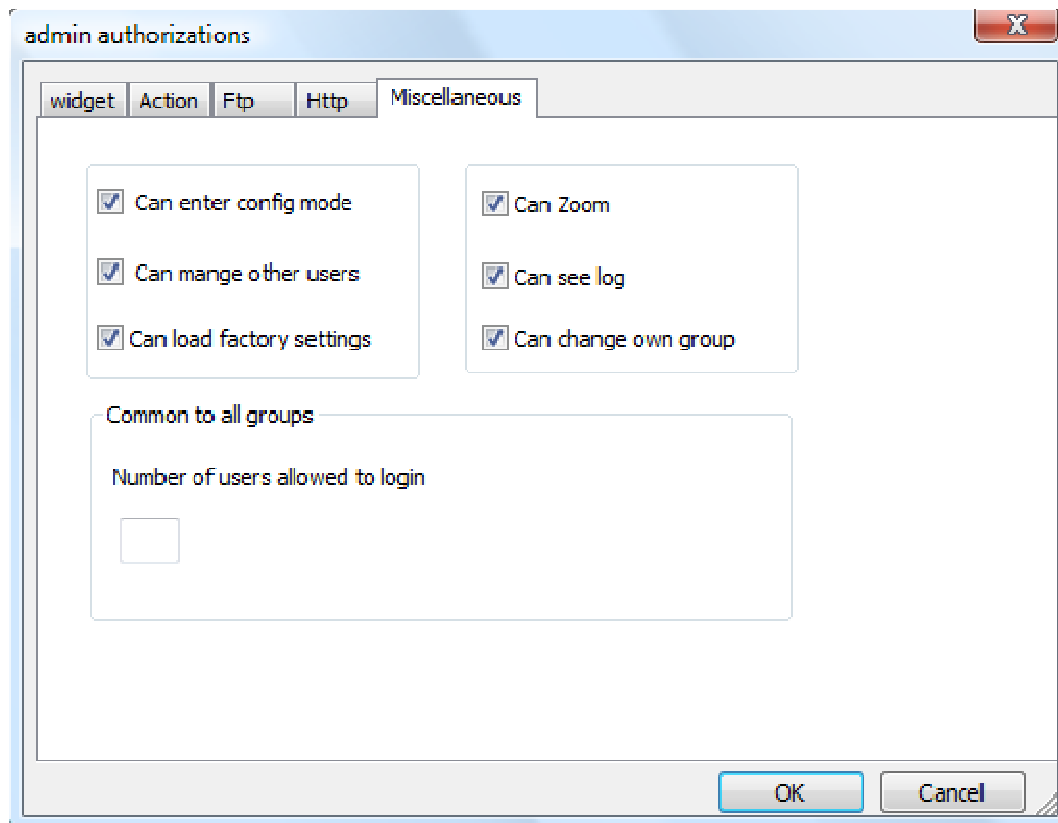 admin authorizations
X
widget Action Ftp Http Miscellaneous
Can enter config mode
Can mange other users
Can load factory settings
Can Zoom
Can see log
Can change own group
Common to all groups
Number of users allowed to login
OK Cancel